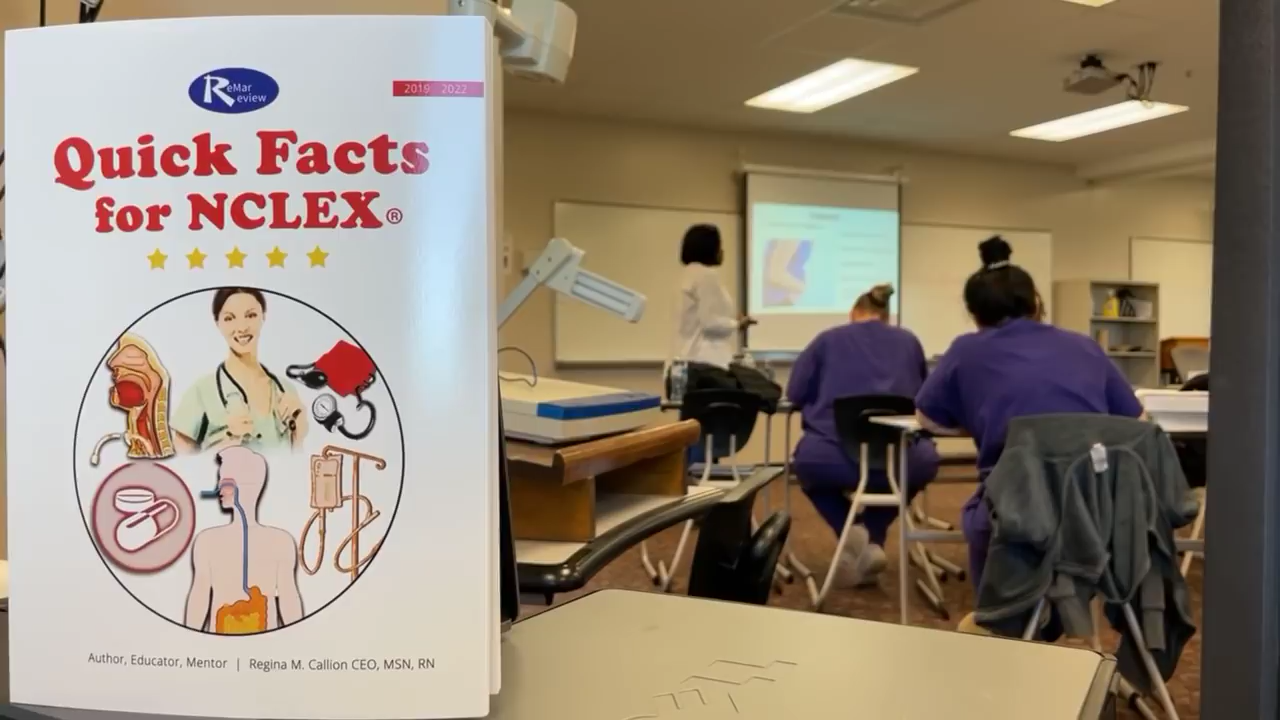 ReMar
Review
2019 2022
Quick Facts
for NCLEX®
Author, Educator, Mentor | Regina M. Callion CEO, MSN, RN